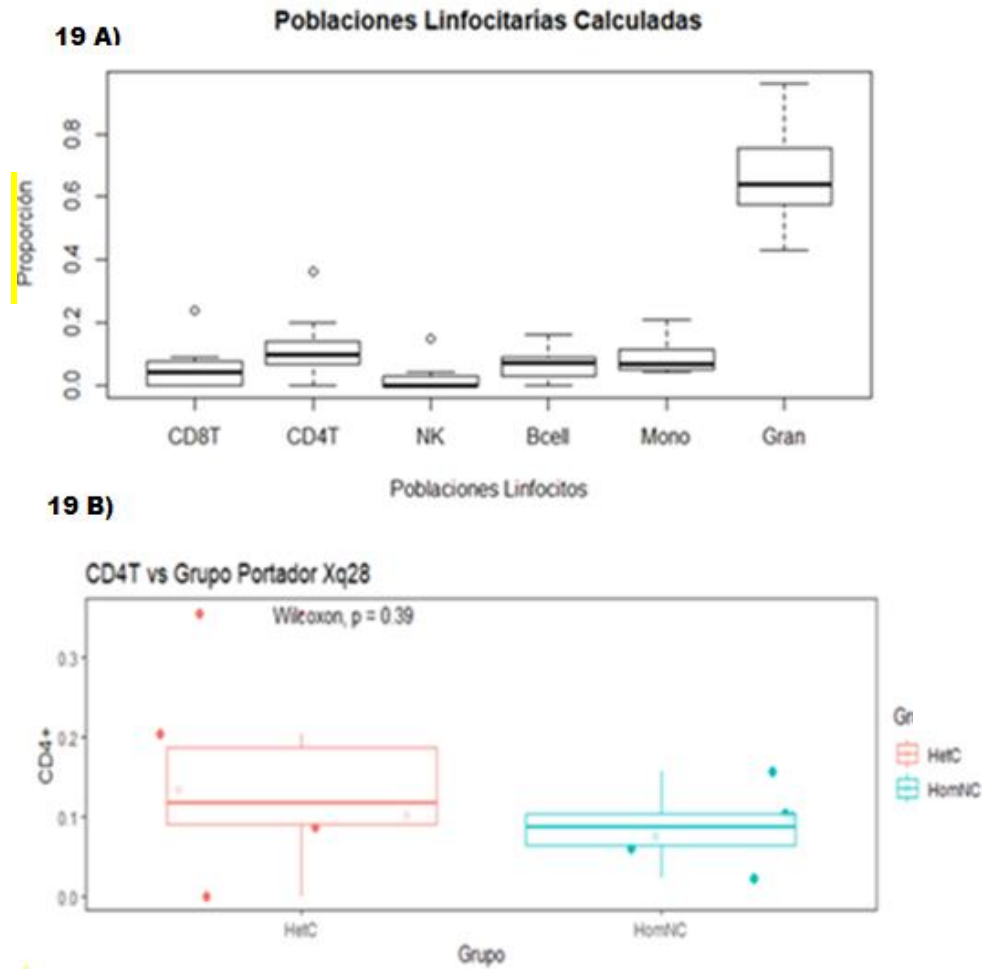 Poblaciones Linfocitarias Calculadas
19 A)
Proporción
0.8
0.6
0.4
0.2
0.0
CD8T CD4T NK Bcell Mono Gran
Poblaciones Linfocitos
19 B)
CD4T vs Grupo Portador Xq28
Wilcoxon, p = 0.39
CD4+
0.3
0.2
0.1
0.0
HetC HomNC
Grupo
Gr
HetC
HomNC